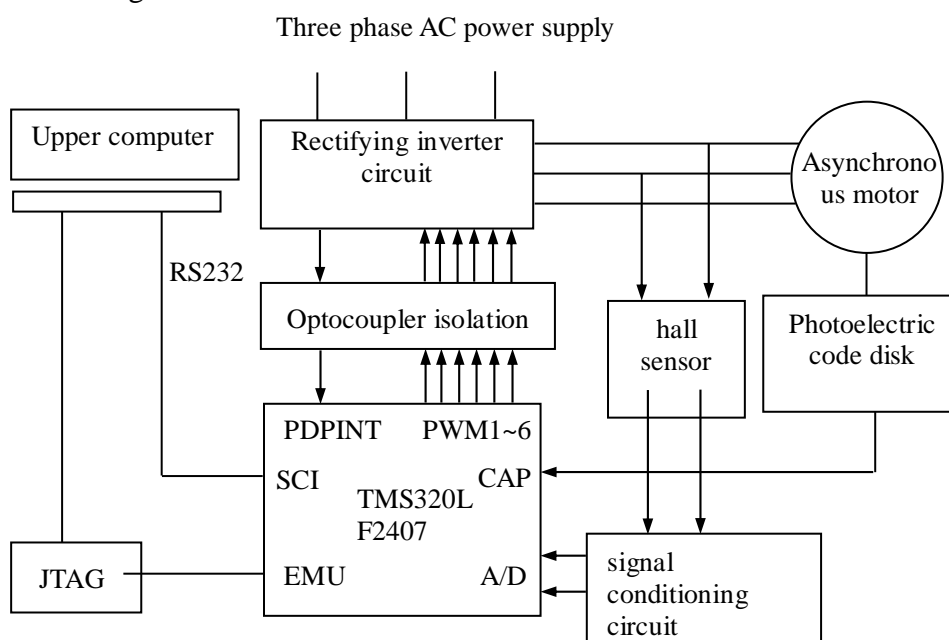 Three phase AC power supply
Upper computer
Rectifying inverter
circuit
Asynchrono
us motor
RS232
Optocoupler isolation
hall
sensor
Photoelectric
code disk
PDPINT
PWM1~6
SCI
CAP
TMS320L
F2407
JTAG
EMU
A/D
signal
conditioning
circuit